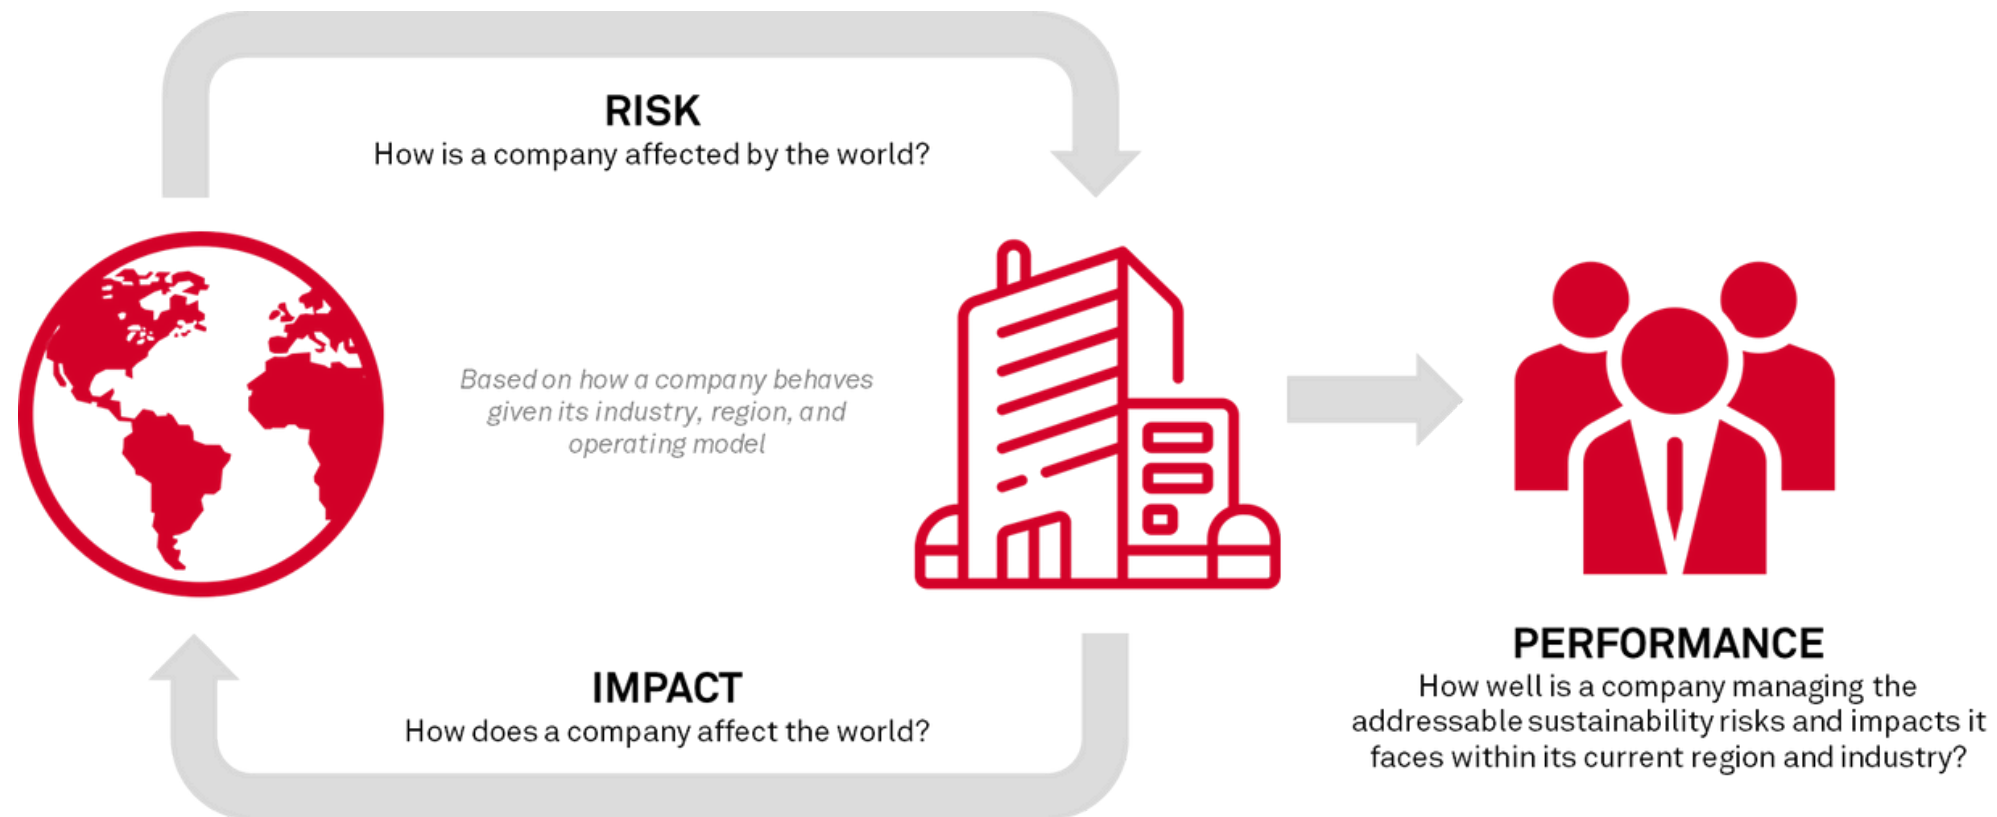 RISK
How is a company affected by the world?
Based on how a company behaves
given its industry, region, and
operating model
IMPACT
How does a company affect the world?
PERFORMANCE
How well is a company managing the
addressable sustainability risks and impacts it
faces within its current region and industry?